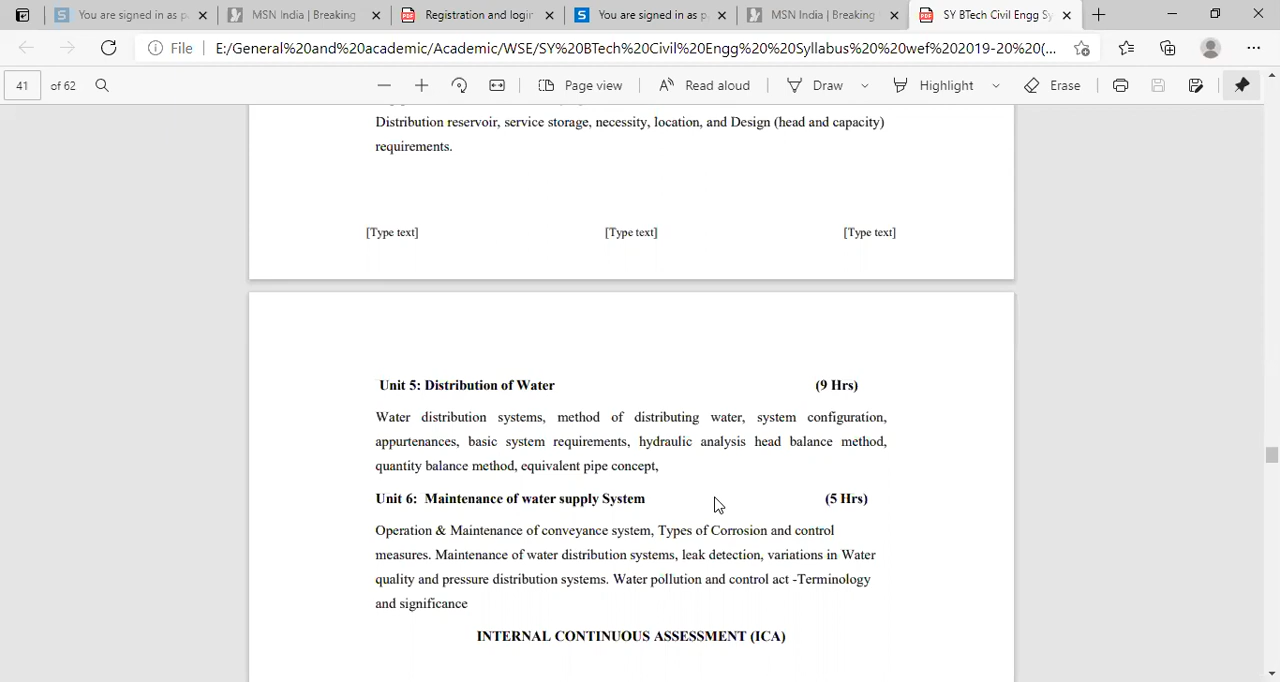 You are signed in as p
MSN India | Breaking
Registration and login
You are signed in as p
MSN India | Breaking
SY BTech Civil Engg Sy
File
E:/General%20and%20academic/Academic/WSE/SY%20BTech%20Civil%20Engg%20%20Syllabus%20%20wef%202019-20%20(...
41 of 62
Page view
Read aloud
Draw
Highlight
Erase
Distribution reservoir, service storage, necessity, location, and Design (head and capacity)
requirements.
[Type text] [Type text] [Type text]
Unit 5: Distribution of Water (9 Hrs)
Water distribution systems, method of distributing water, system configuration,
appurtenances, basic system requirements, hydraulic analysis head balance method,
quantity balance method, equivalent pipe concept,
Unit 6: Maintenance of water supply System (5 Hrs)
Operation & Maintenance of conveyance system, Types of Corrosion and control
measures. Maintenance of water distribution systems, leak detection, variations in Water
quality and pressure distribution systems. Water pollution and control act -Terminology
and significance
INTERNAL CONTINUOUS ASSESSMENT (ICA)